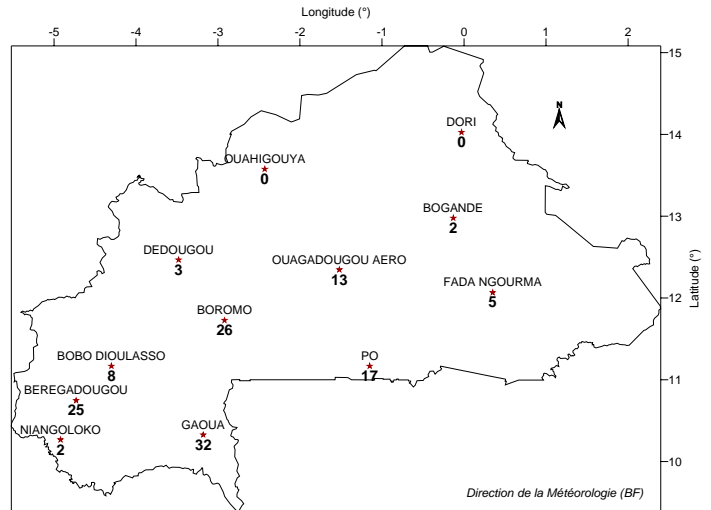 Longitude (°)
-5 -4 -3 -2 -1 0 1 2
15
N
DORI
0
14
OUAHIGOUYA
0
BOGANDE
2
13
DEDOUGOU
3
OUAGADOUGOU AERO
13
FADA NGOURMA
5
12
Latitude (°)
BOROMO
26
BOBO DIOULASSO
8
PO
17
11
BEREGADOUGOU
25
NIANGOLOKO
2
GAOUA
32
10
Direction de la Météorologie (BF)